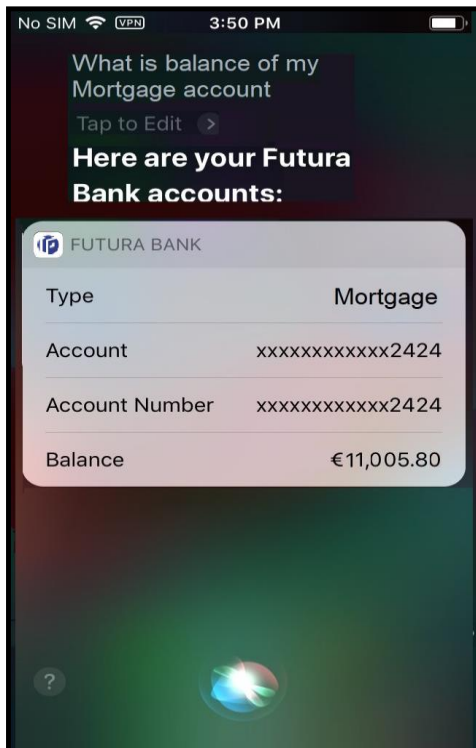 No SIM VPN 3:50 PM
What is balance of my
Mortgage account
Tap to Edit >
Here are your Futura
Bank accounts:
FUTURA BANK
Type Mortgage
Account xxxxxxxxxxxx2424
Account Number xxxxxxxxxxxx2424
Balance €11,005.80
?